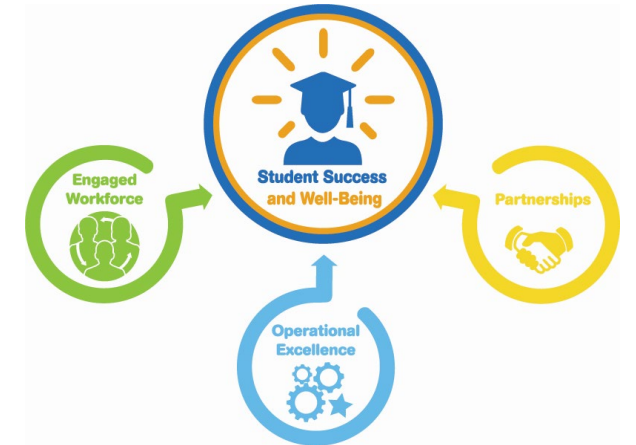 Student Success
and Well-Being
Engaged
Workforce
Partnerships
Operational
Excellence